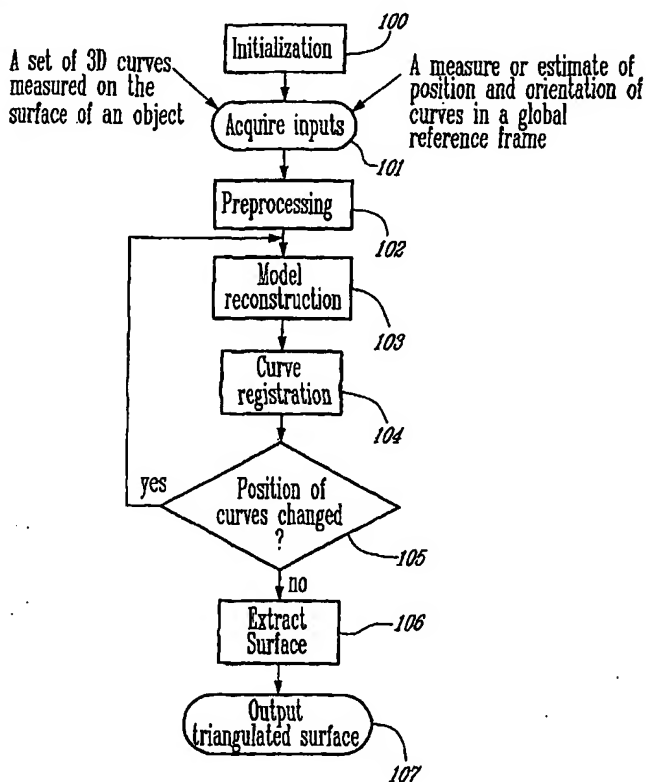 100
Initialization
A set of 3D curves
measured on the
surface of an object
A measure or estimate of
position and orientation of
curves in a global
reference frame
Acquire inputs
101
Preprocessing
102
Model
reconstruction
103
Curve
registration
104
yes
Position of
curves changed
?
105
no
Extract
Surface
106
Output
triangulated surface
107